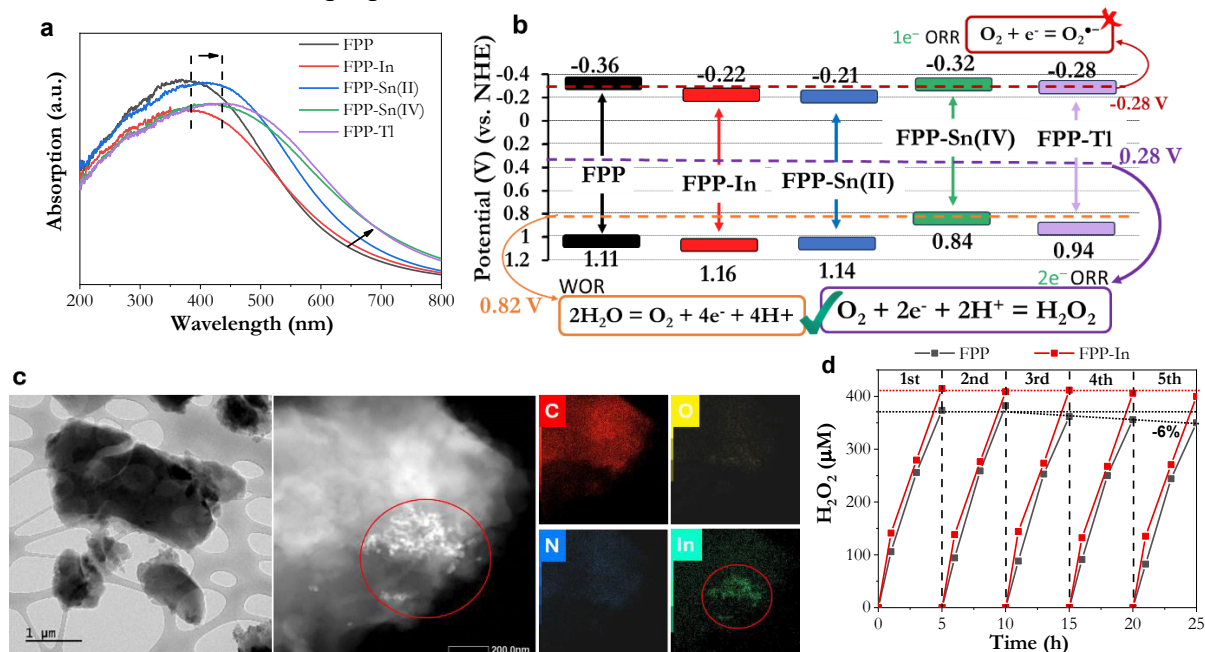 a
FPP
FPP-In
FPP-Sn(II)
FPP-Sn(IV)
FPP-Tl
Absorption (a.u.)
200 300 400 500 600 700 800
Wavelength (nm)
b
1e⁻ ORR
O₂ + e⁻ = O₂•⁻
X
-0.36 -0.22 -0.21 -0.32 -0.28
-0.4
-0.2
0
0.2
0.4
0.6
0.8
1
1.2
Potential (V) (vs. NHE)
-0.28 V
0.28 V
FPP
FPP-In
FPP-Sn(II)
FPP-Sn(IV)
FPP-Tl
1.11 1.16 1.14 0.84 0.94
0.82 V
WOR
2H₂O = O₂ + 4e⁻ + 4H+
2e⁻ ORR
O₂ + 2e⁻ + 2H⁺ = H₂O₂
c
1 μm
200.0nm
C
O
N
In
d
FPP FPP-In
1st 2nd 3rd 4th 5th
-6%
400
300
200
100
0
H₂O₂ (μM)
0 5 10 15 20 25
Time (h)